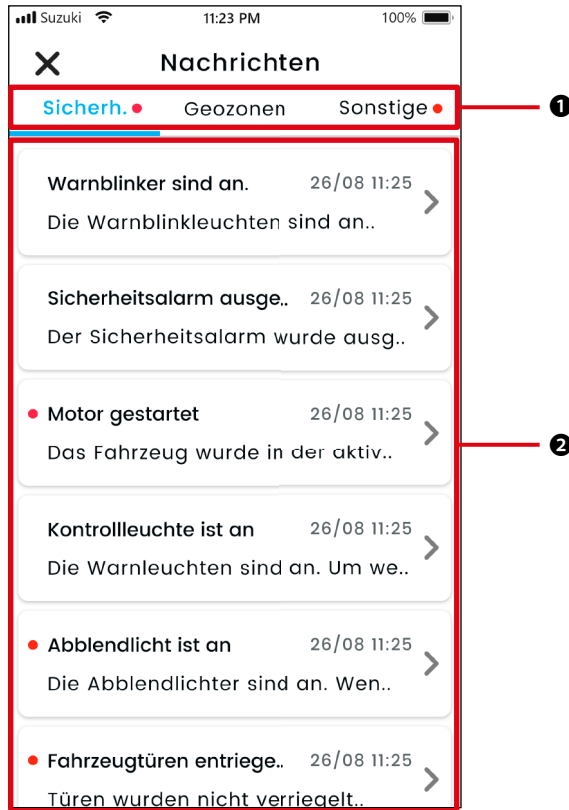 Suzuki 11:23 PM 100%
Nachrichten
Sicherh. Geozonen Sonstige
❶
Warnblinker sind an. 26/08 11:25
Die Warnblinkleuchten sind an..
Sicherheitsalarm ausge.. 26/08 11:25
Der Sicherheitsalarm wurde ausg..
Motor gestartet 26/08 11:25
Das Fahrzeug wurde in der aktiv..
❷
Kontrollleuchte ist an 26/08 11:25
Die Warnleuchten sind an. Um we..
Abblendlicht ist an 26/08 11:25
Die Abblendlichter sind an. Wen..
Fahrzeugtüren entriege.. 26/08 11:25
Türen wurden nicht verriegelt..